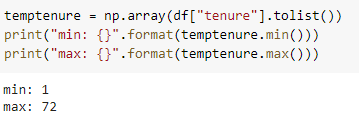 temptenure = np.array(df["tenure"].tolist())
print("min: {}".format(temptenure.min()))
print("max: {}".format(temptenure.max()))
min: 1
max: 72